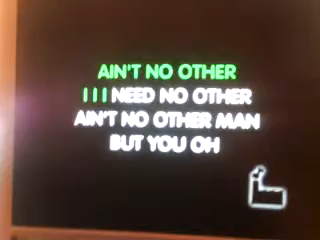 AIN'T NO OTHER
I I I NEED NO OTHER
AIN'T NO OTHER MAN
BUT YOU OH